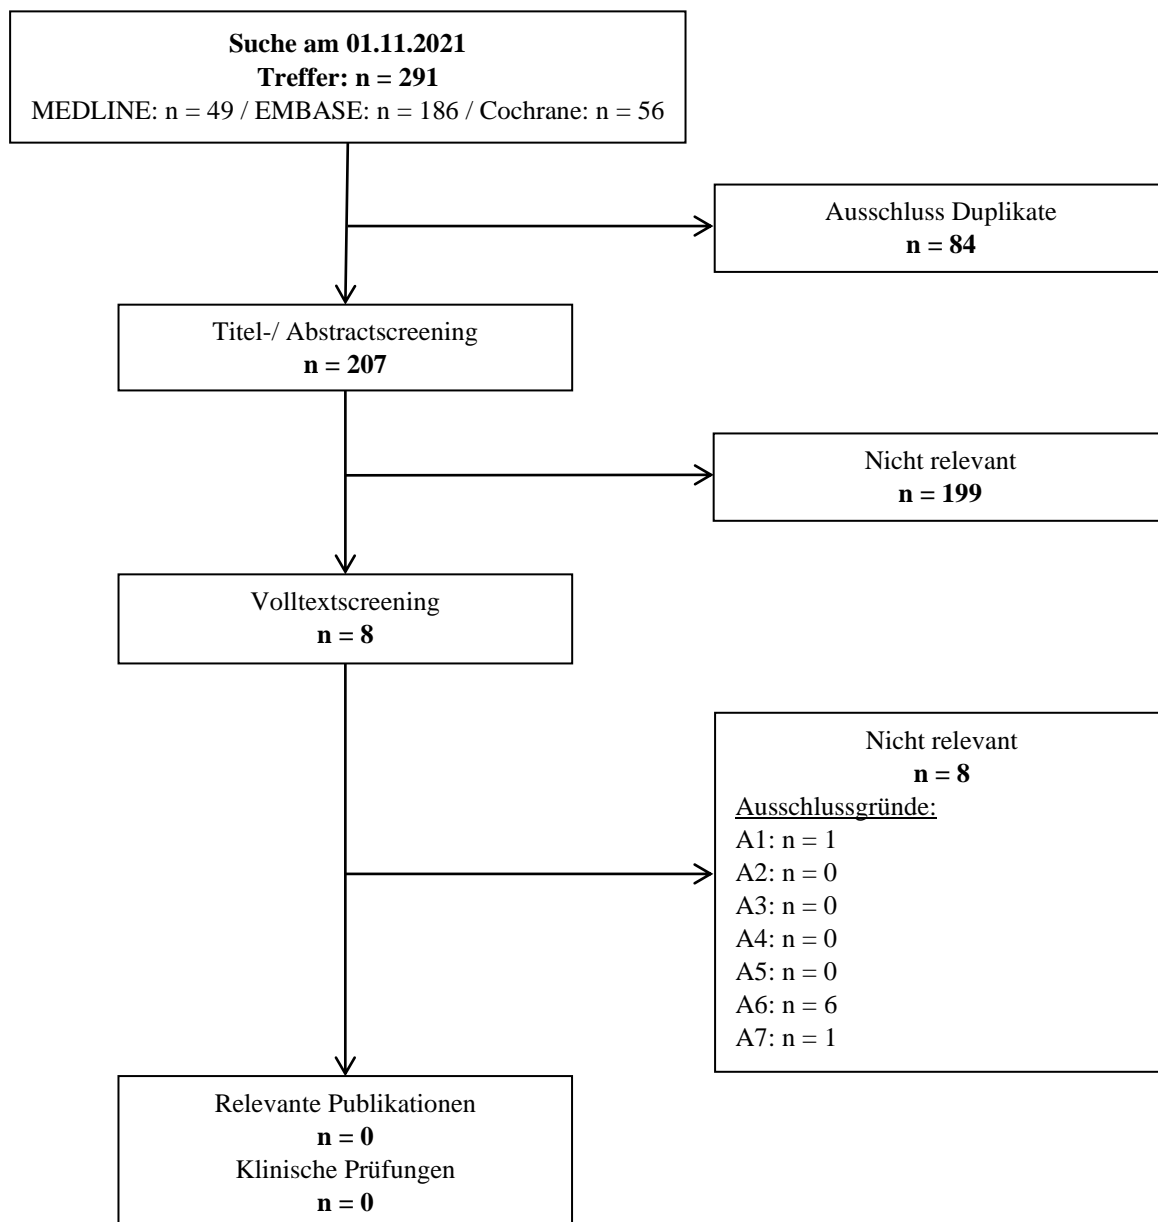 Suche am 01.11.2021
Treffer: n = 291
MEDLINE: n = 49 / EMBASE: n = 186 / Cochrane: n = 56
Ausschluss Duplikate
n = 84
Titel-/ Abstractscreening
n = 207
Nicht relevant
n = 199
Volltextscreening
n = 8
Nicht relevant
n = 8
Ausschlussgründe:
A1: n = 1
A2: n = 0
A3: n = 0
A4: n = 0
A5: n = 0
A6: n = 6
A7: n = 1
Relevante Publikationen
n = 0
Klinische Prüfungen
n = 0